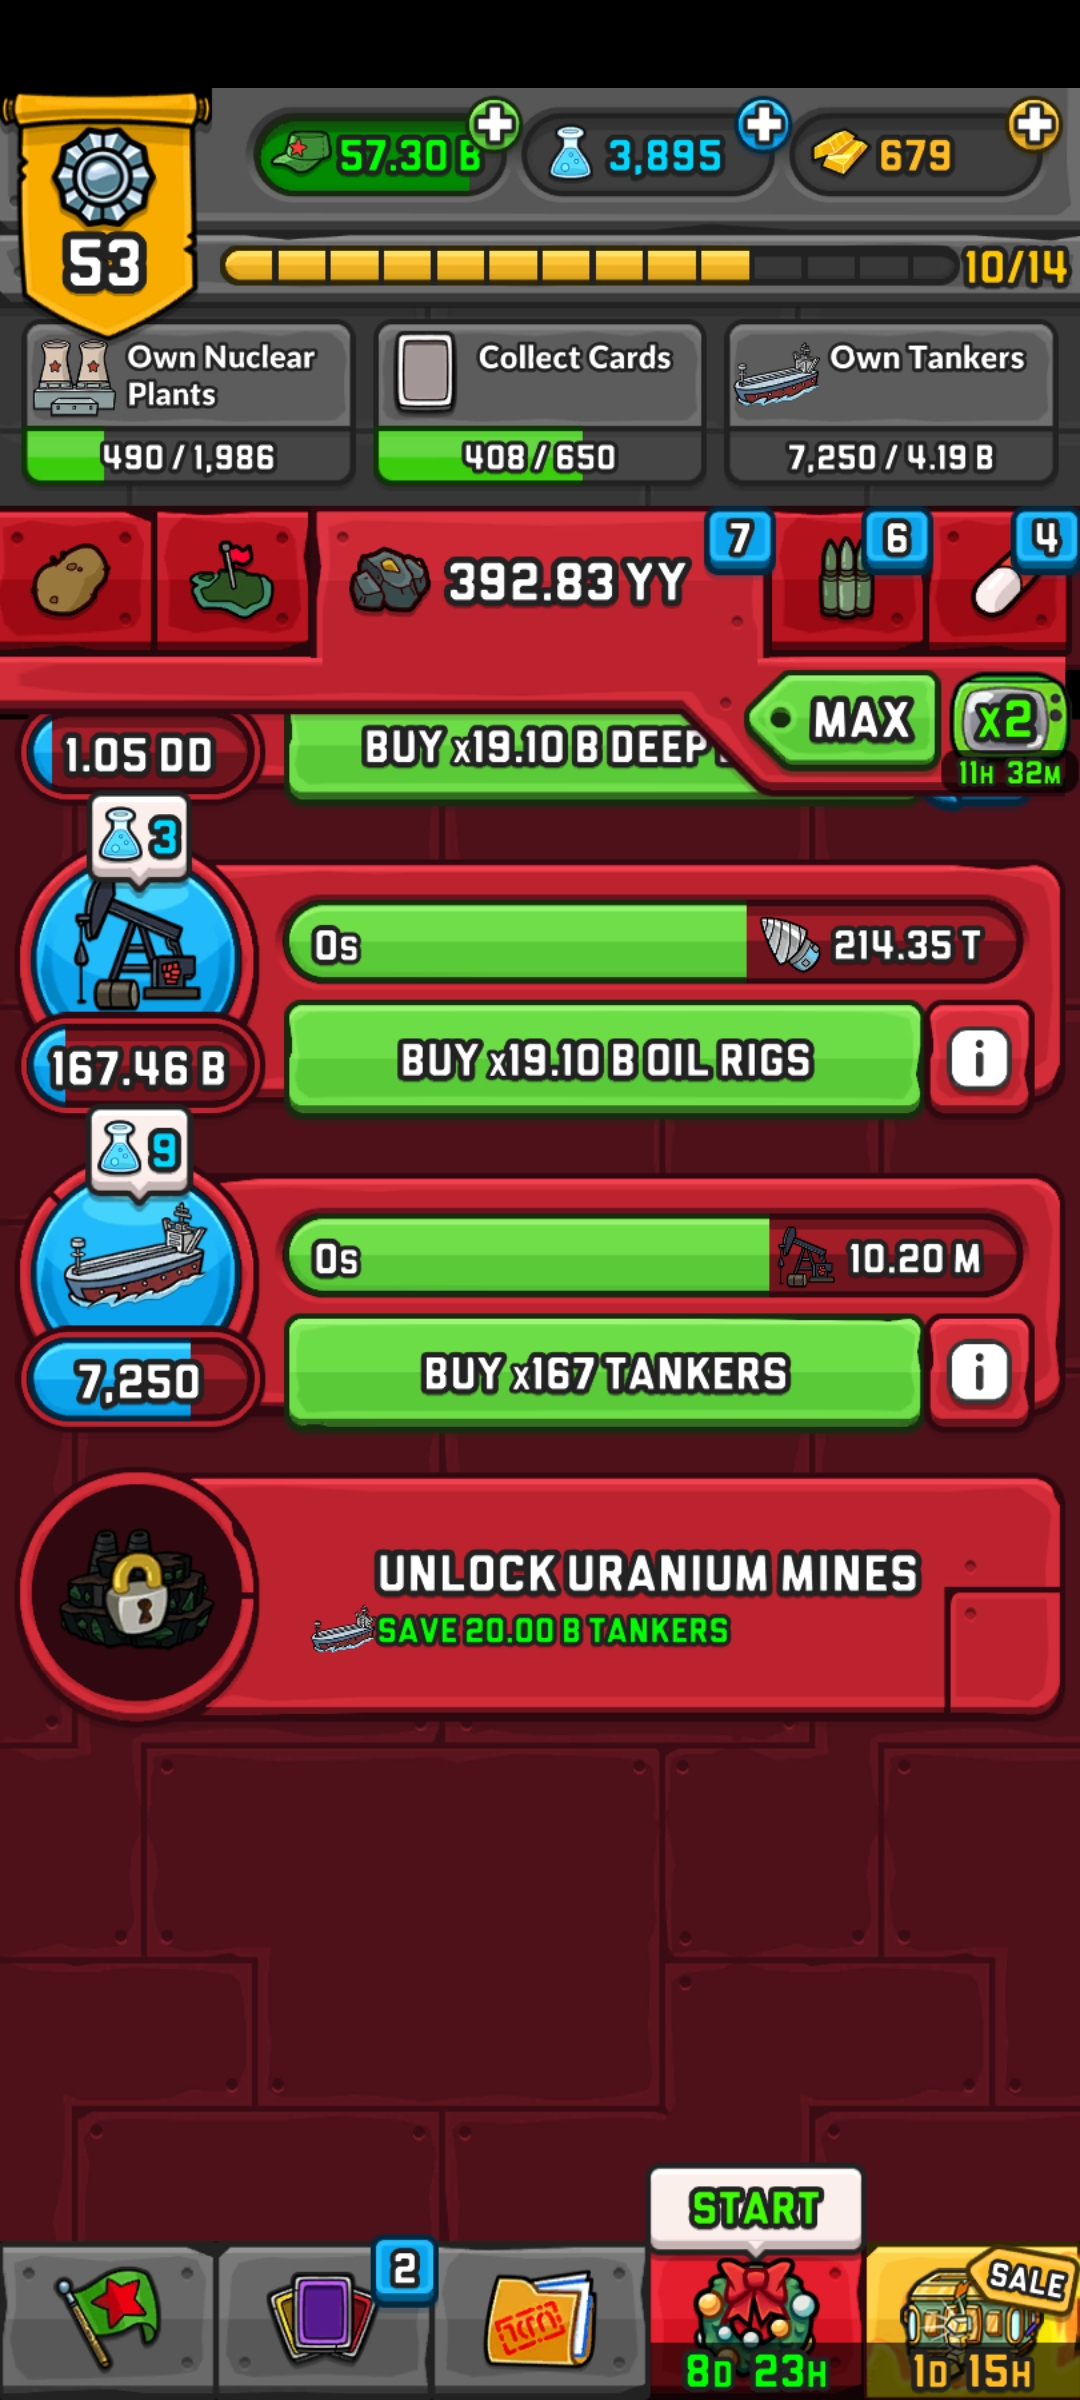 57.30 B
3,895
679
53
10/14
Own Nuclear
Plants
Collect Cards
Own Tankers
490 / 1,986
408 / 650
7,250 / 4.19 B
392.83 YY
7
6
4
MAX
x2
11H 32M
1.05 DD
BUY x19.10 B DEEP
3
0s
214.35 T
167.46 B
BUY x19.10 B OIL RIGS
i
9
0s
10.20 M
7,250
BUY x167 TANKERS
i
UNLOCK URANIUM MINES
SAVE 20.00 B TANKERS
START
2
SALE
8D 23H
1D 15H